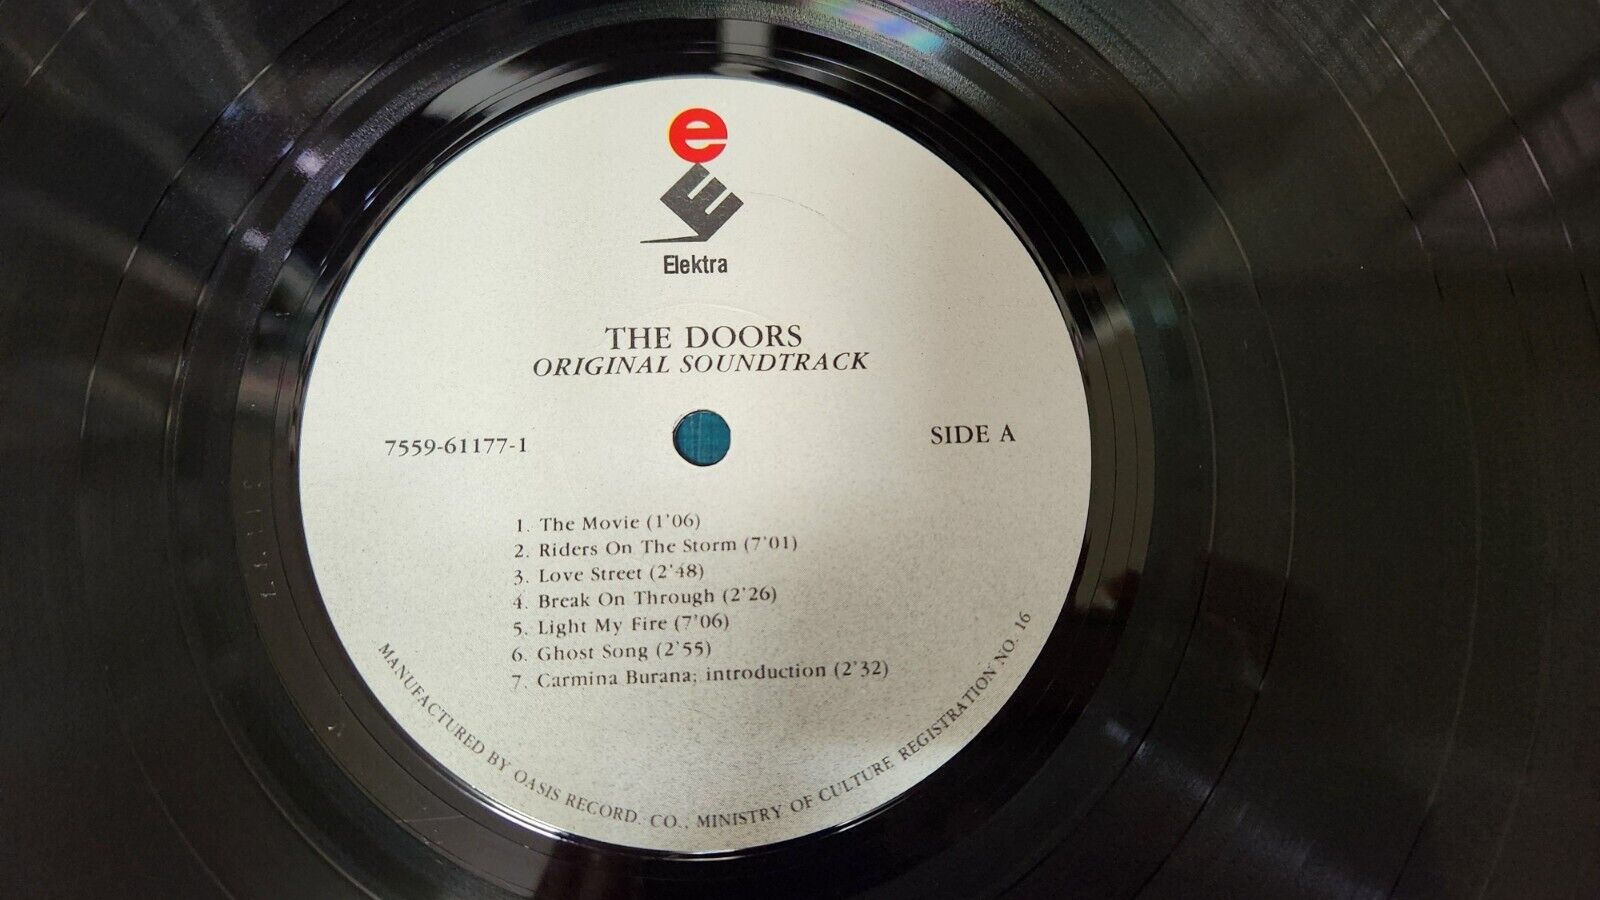 e
E
Elektra
THE DOORS
ORIGINAL SOUNDTRACK
7559-61177-1
SIDE A
1. The Movie (1'06)
2. Riders On The Storm (7'01)
3. Love Street (2'48)
4. Break On Through (2'26)
5. Light My Fire (7'06)
6. Ghost Song (2'55)
7. Carmina Burana; introduction (2'32)
MANUFACTURED BY OASIS RECORD. CO., MINISTRY OF CULTURE REGISTRATION NO. 16